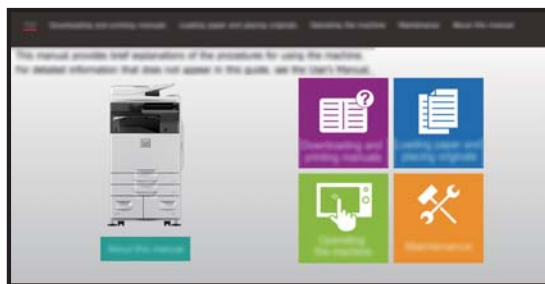 Downloading and printing manuals Loading paper and placing originals Operating the machine Maintenance About this manual
This manual provides brief explanations of the procedures for using the machine.
For detailed information that does not appear in this guide, see the User's Manual.
Downloading and
printing manuals
Loading paper and
placing originals
Operating
the machine
Maintenance
About this manual